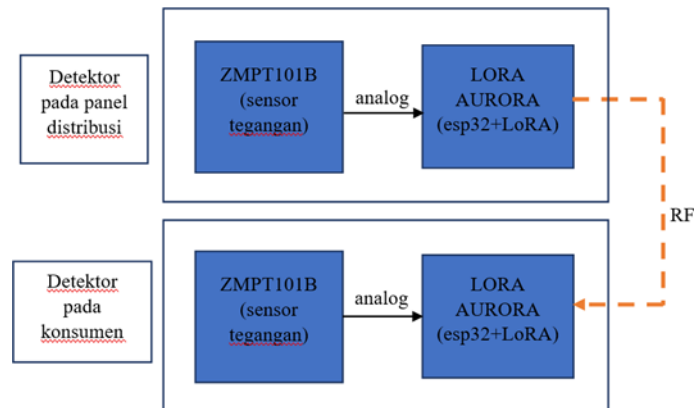 Detektor
pada panel
distribusi
ZMPT101B
(sensor
tegangan)
analog
LORA
AURORA
(esp32+LoRA)
RF
Detektor
pada
konsumen
ZMPT101B
(sensor
tegangan)
analog
LORA
AURORA
(esp32+LoRA)